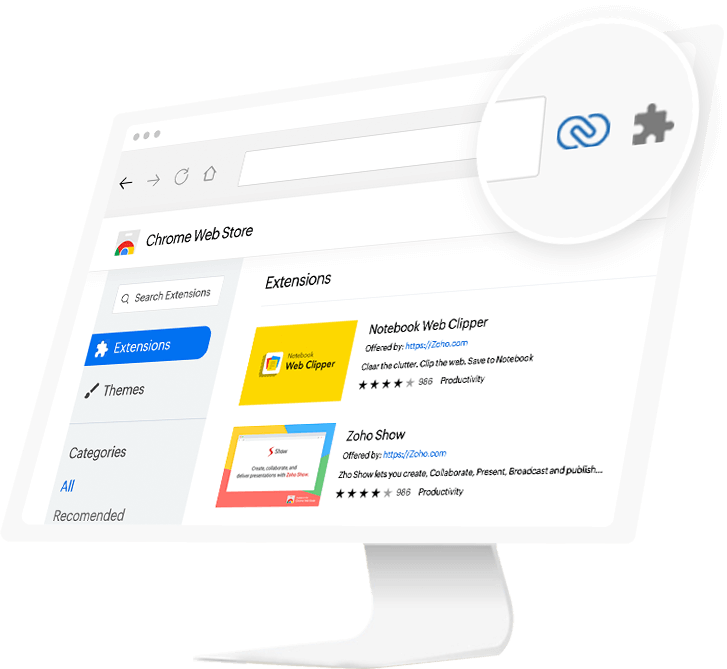 Chrome Web Store
Search Extensions
Extensions
Themes
Categories
All
Recomended
Extensions
Notebook
Web Clipper
Notebook Web Clipper
Offered by: https://Zoho.com
Clear the clutter. Clip the web. Save to Notebook
986 Productivity
Show
Create, collaborate, and
deliver presentations with Zoho Show
Zoho Show
Offered by: https://Zoho.com
Zho Show lets you create, Collaborate, Present, Broadcast and publish....
986 Productivity